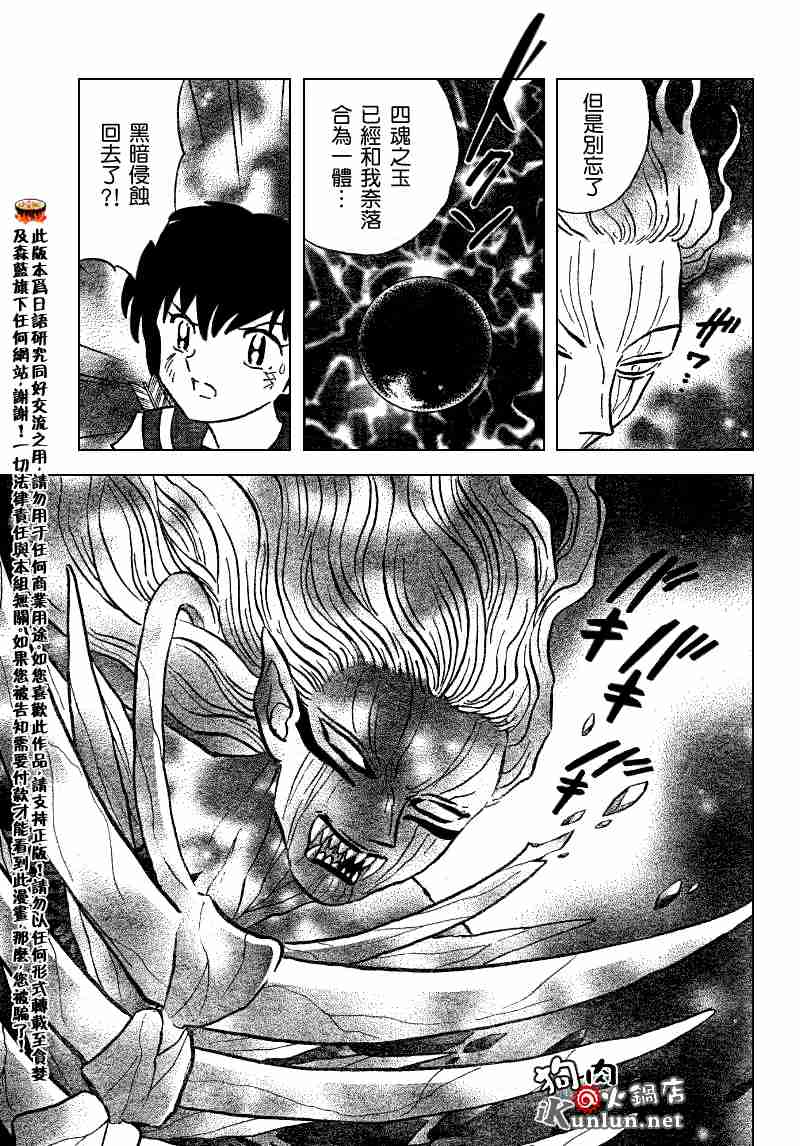 但是別忘了
四魂之玉
已經和我奈落
合為一體…
黑暗侵蝕
回去了?!
ドクン
バキバキ
此版本爲日語研究同好交流之用，請勿用于任何商業用途，如您喜歡此作品，請支持正版！請勿以任何形式轉載至食夢
及森藍旗下任何網站，謝謝！一切法律責任與本組無關，如果您被告知需要付款才能看到此漫畫，那麼，您被騙了！
狗肉火鍋店
iKunlun.net